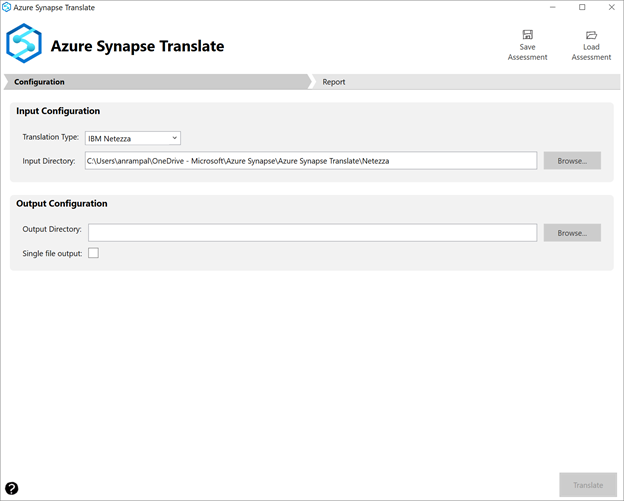 Azure Synapse Translate
Azure Synapse Translate
Save
Assessment
Load
Assessment
Configuration
Report
Input Configuration
Translation Type:
IBM Netezza
Input Directory:
C:\Users\anrampal\OneDrive - Microsoft\Azure Synapse\Azure Synapse Translate\Netezza
Browse...
Output Configuration
Output Directory:
Browse...
Single file output:
?
Translate